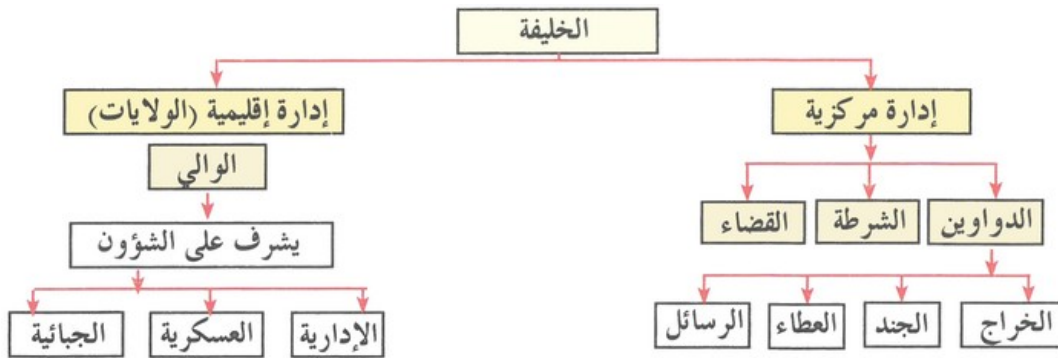 الخليفة
إدارة مركزية
إدارة إقليمية (الولايات)
الوالي
الدواوين
الشرطة
القضاء
يشرف على الشؤون
الخراج
الجند
العطاء
الرسائل
الإدارية
العسكرية
الجبائية